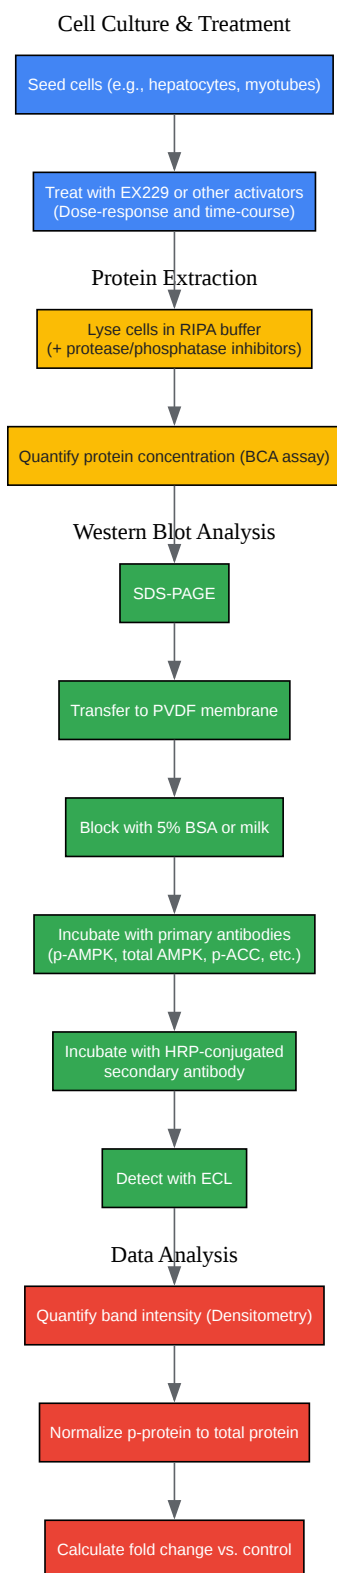 Cell Culture & Treatment
Seed cells (e.g., hepatocytes, myotubes)
Treat with EX229 or other activators
(Dose-response and time-course)
Protein Extraction
Lyse cells in RIPA buffer
(+ protease/phosphatase inhibitors)
Quantify protein concentration (BCA assay)
Western Blot Analysis
SDS-PAGE
Transfer to PVDF membrane
Block with 5% BSA or milk
Incubate with primary antibodies
(p-AMPK, total AMPK, p-ACC, etc.)
Incubate with HRP-conjugated
secondary antibody
Detect with ECL
Data Analysis
Quantify band intensity (Densitometry)
Normalize p-protein to total protein
Calculate fold change vs. control